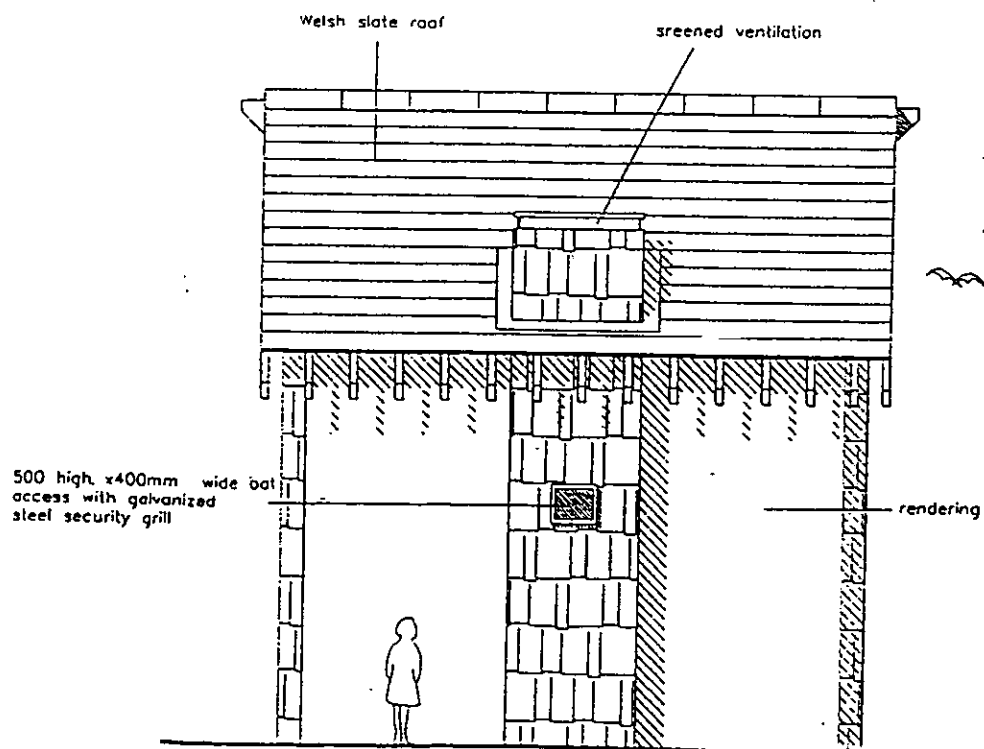 Welsh slate roof
sreened ventilation
500 high, x400mm wide bat
access with galvanized
steel security grill
rendering